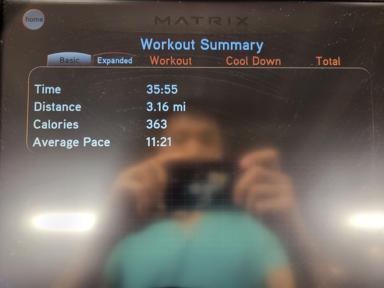 home
MATRIX
Workout Summary
Basic Expanded Workout Cool Down Total
Time 35:55
Distance 3.16 mi
Calories 363
Average Pace 11:21